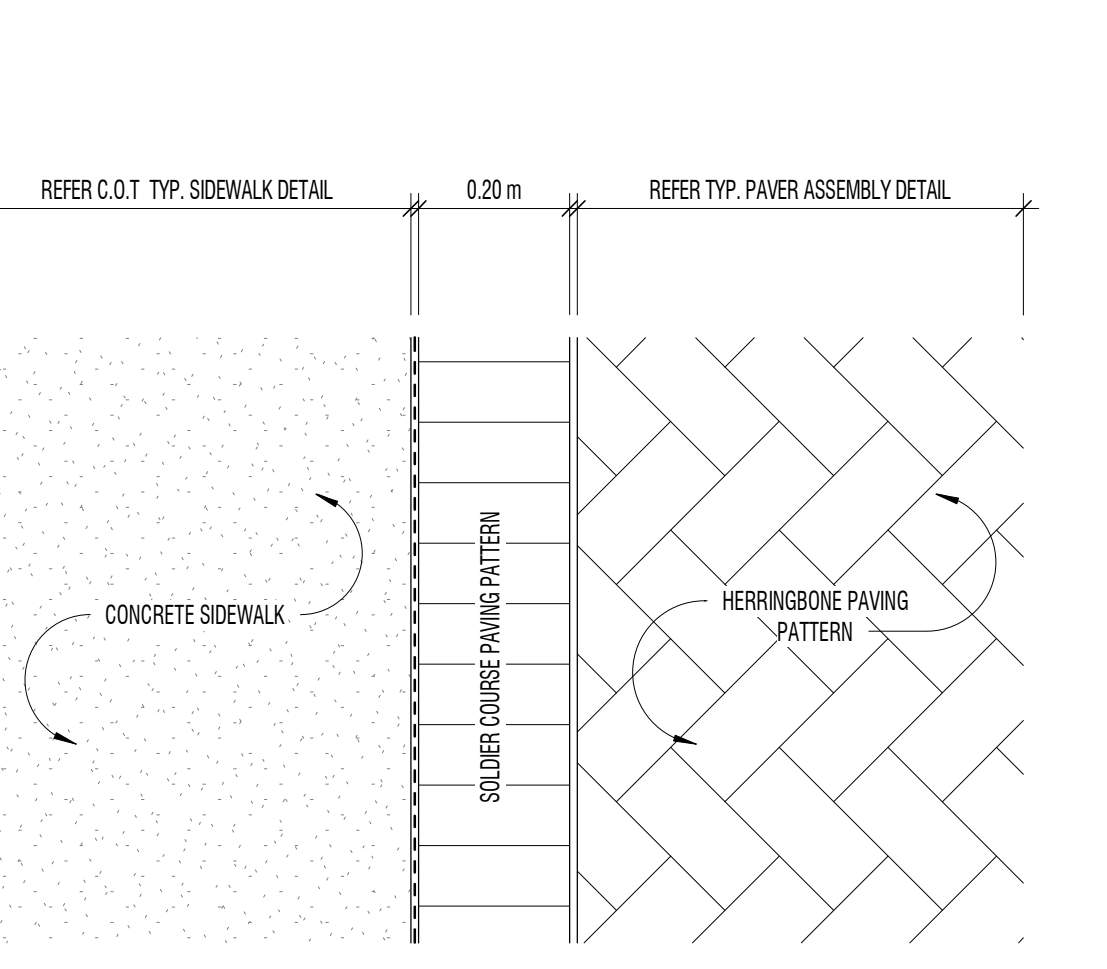 REFER C.O.T  TYP. SIDEWALK DETAIL
0.20 m
REFER TYP. PAVER ASSEMBLY DETAIL
CONCRETE SIDEWALK
SOLDIER COURSE PAVING PATTERN
HERRINGBONE PAVING
PATTERN